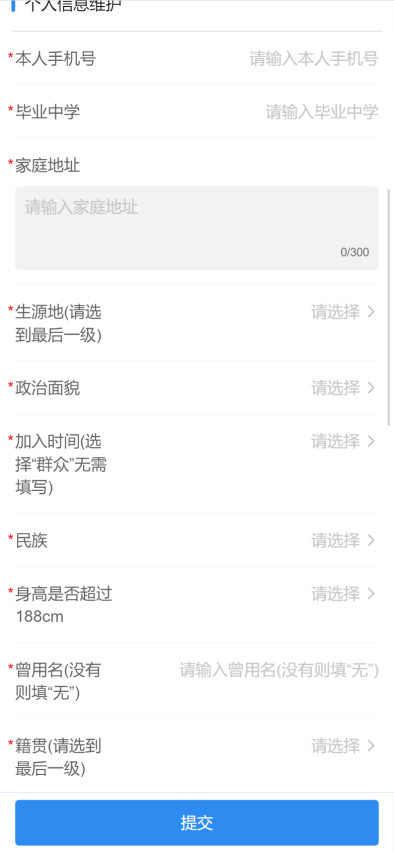 个人信息维护
*本人手机号 请输入本人手机号
*毕业中学 请输入毕业中学
*家庭地址
请输入家庭地址
0/300
*生源地(请选 请选择
到最后一级)
*政治面貌 请选择
*加入时间(选 请选择
择“群众”无需
填写)
*民族 请选择
*身高是否超过 请选择
188cm
*曾用名(没有 请输入曾用名(没有则填“无”)
则填“无”)
*籍贯(请选到 请选择
最后一级)
提交